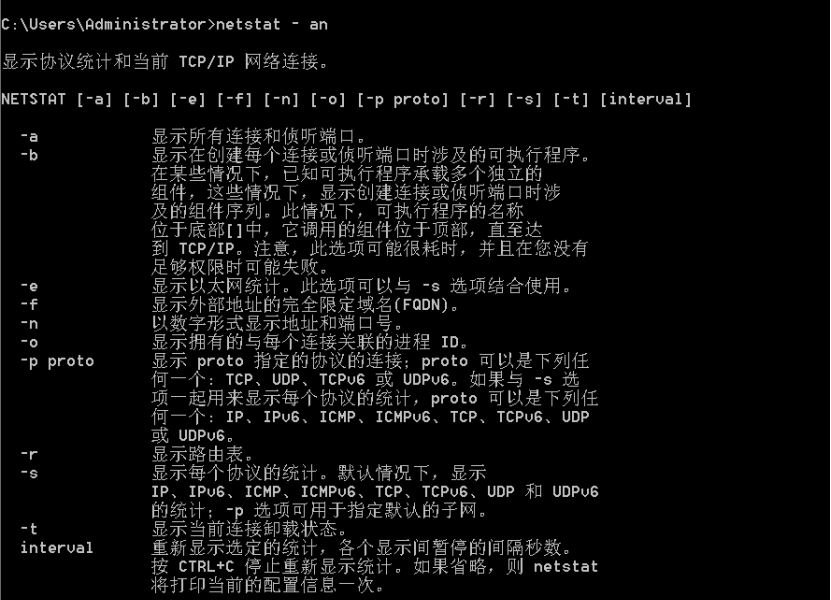 C:\Users\Administrator>netstat - an
显示协议统计和当前 TCP/IP 网络连接。
NETSTAT [-a] [-b] [-e] [-f] [-n] [-o] [-p proto] [-r] [-s] [-t] [interval]
-a 显示所有连接和侦听端口。
-b 显示在创建每个连接或侦听端口时涉及的可执行程序。
在某些情况下，已知可执行程序承载多个独立的
组件，这些情况下，显示创建连接或侦听端口时涉
及的组件序列。此情况下，可执行程序的名称
位于底部[]中，它调用的组件位于顶部，直至达
到 TCP/IP。注意，此选项可能很耗时，并且在您没有
足够权限时可能失败。
-e 显示以太网统计。此选项可以与 -s 选项结合使用。
-f 显示外部地址的完全限定域名(FQDN)。
-n 以数字形式显示地址和端口号。
-o 显示拥有的与每个连接关联的进程 ID。
-p proto 显示 proto 指定的协议的连接；proto 可以是下列任
何一个: TCP、UDP、TCPv6 或 UDPv6。如果与 -s 选
项一起用来显示每个协议的统计，proto 可以是下列任
何一个: IP、IPv6、ICMP、ICMPv6、TCP、TCPv6、UDP
或 UDPv6。
-r 显示路由表。
-s 显示每个协议的统计。默认情况下，显示
IP、IPv6、ICMP、ICMPv6、TCP、TCPv6、UDP 和 UDPv6
的统计；-p 选项可用于指定默认的子网。
-t 显示当前连接卸载状态。
interval 重新显示选定的统计，各个显示间暂停的间隔秒数。
按 CTRL+C 停止重新显示统计。如果省略，则 netstat
将打印当前的配置信息一次。